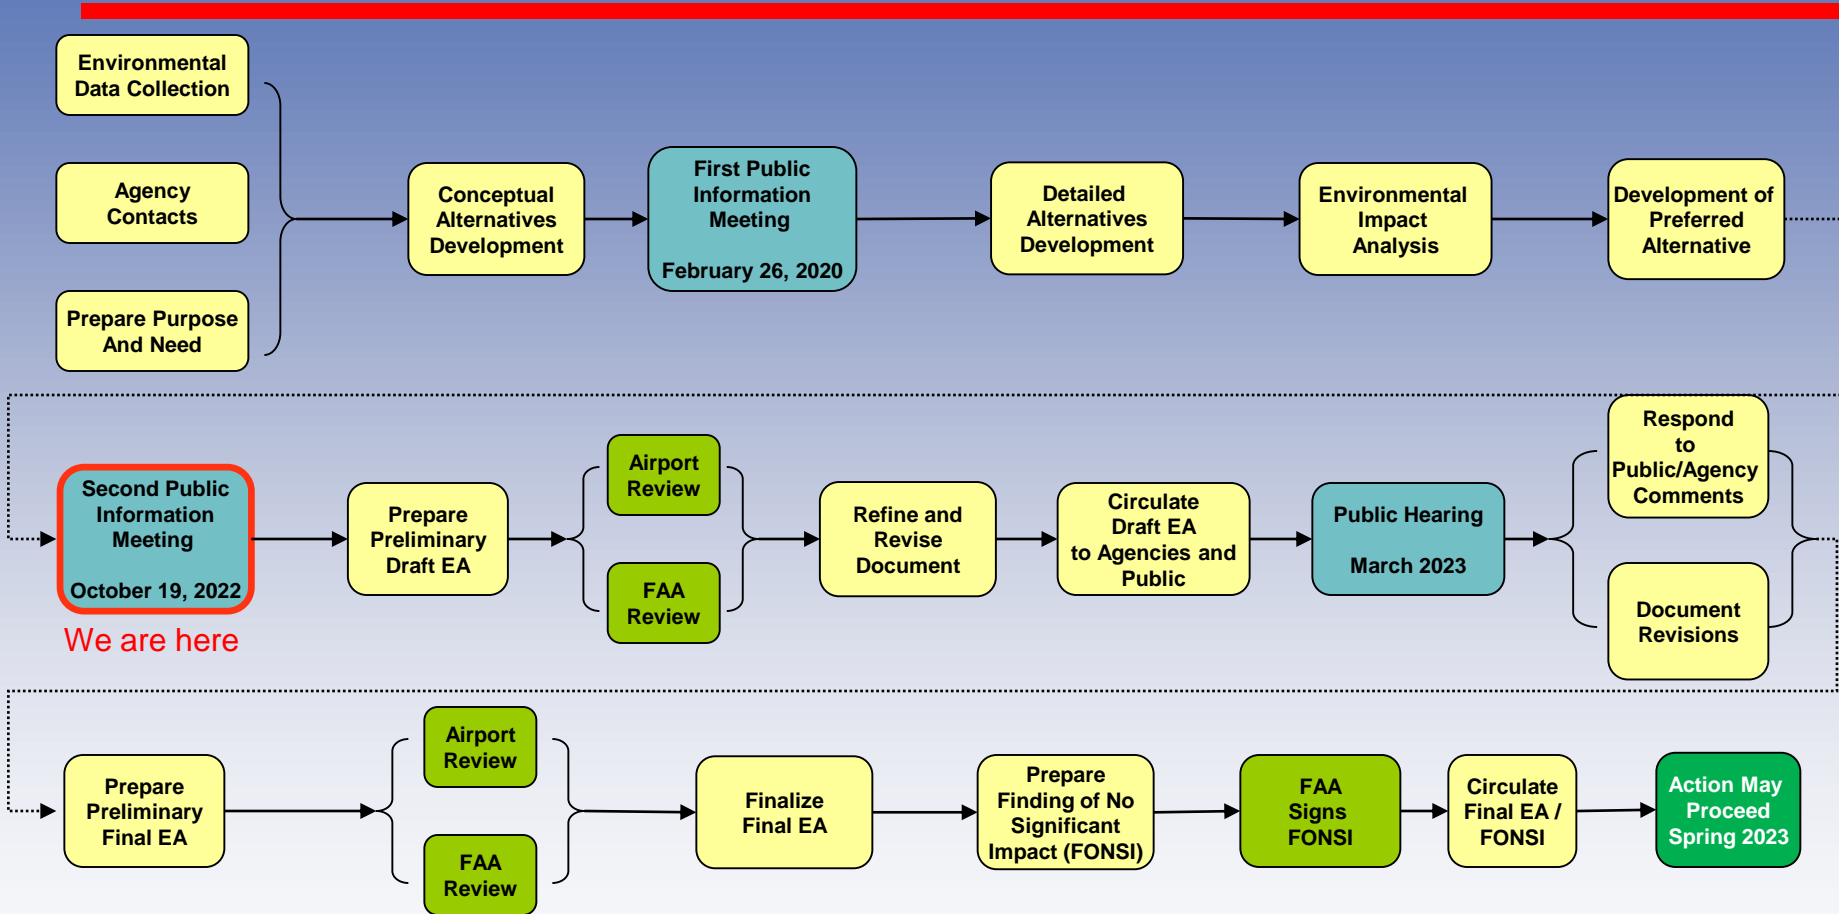 Environmental
Data Collection
Agency
Contacts
Prepare Purpose
And Need
Conceptual
Alternatives
Development
First Public
Information
Meeting
February 26, 2020
Detailed
Alternatives
Development
Environmental
Impact
Analysis
Development of
Preferred
Alternative
Second Public
Information
Meeting
October 19, 2022
We are here
Prepare
Preliminary
Draft EA
Airport
Review
FAA
Review
Refine and
Revise
Document
Circulate
Draft EA
to Agencies and
Public
Public Hearing
March 2023
Respond
to
Public/Agency
Comments
Document
Revisions
Prepare
Preliminary
Final EA
Airport
Review
FAA
Review
Finalize
Final EA
Prepare
Finding of No
Significant
Impact (FONSI)
FAA
Signs
FONSI
Circulate
Final EA /
FONSI
Action May
Proceed
Spring 2023